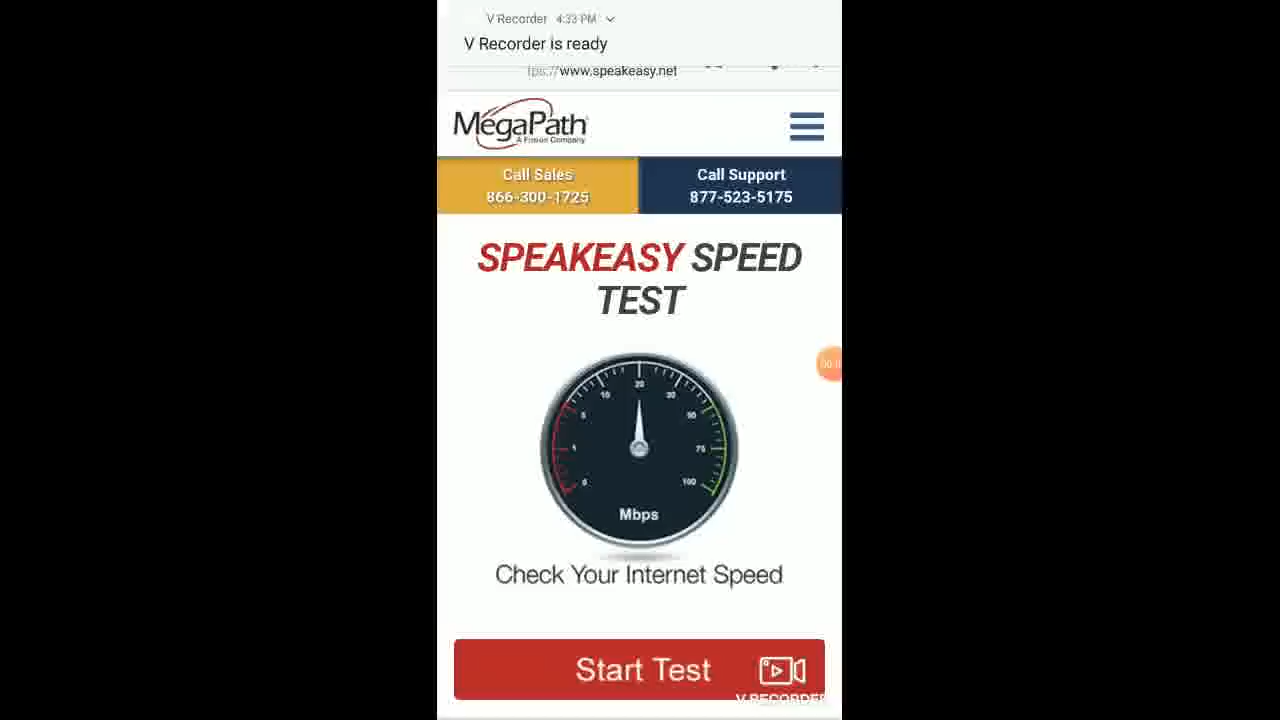 V Recorder 4:33 PM
V Recorder is ready
tps://www.speakeasy.net
MegaPath
A Fusion Company
Call Sales
866-300-1725
Call Support
877-523-5175
SPEAKEASY SPEED
TEST
20
10 30
5 50
1 75
0 100
Mbps
Check Your Internet Speed
Start Test
V RECORDER